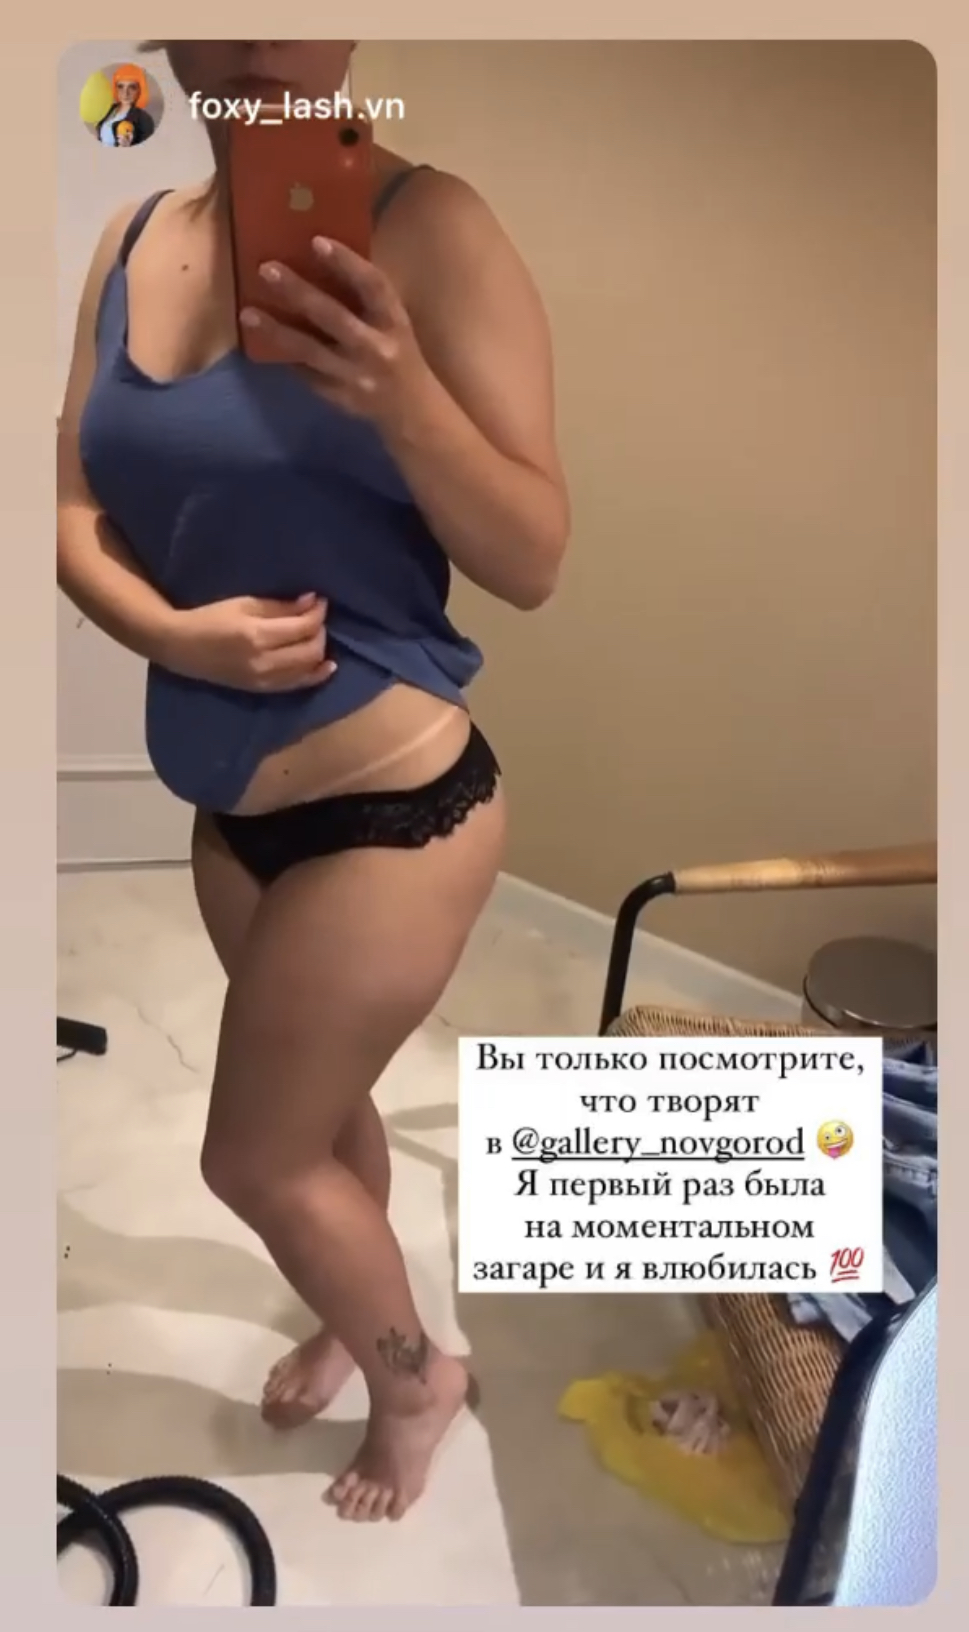 foxy_lash.vn
Вы только посмотрите,
что творят
в @gallery_novgorod 🤪
Я первый раз была
на моментальном
загаре и я влюбилась 💯